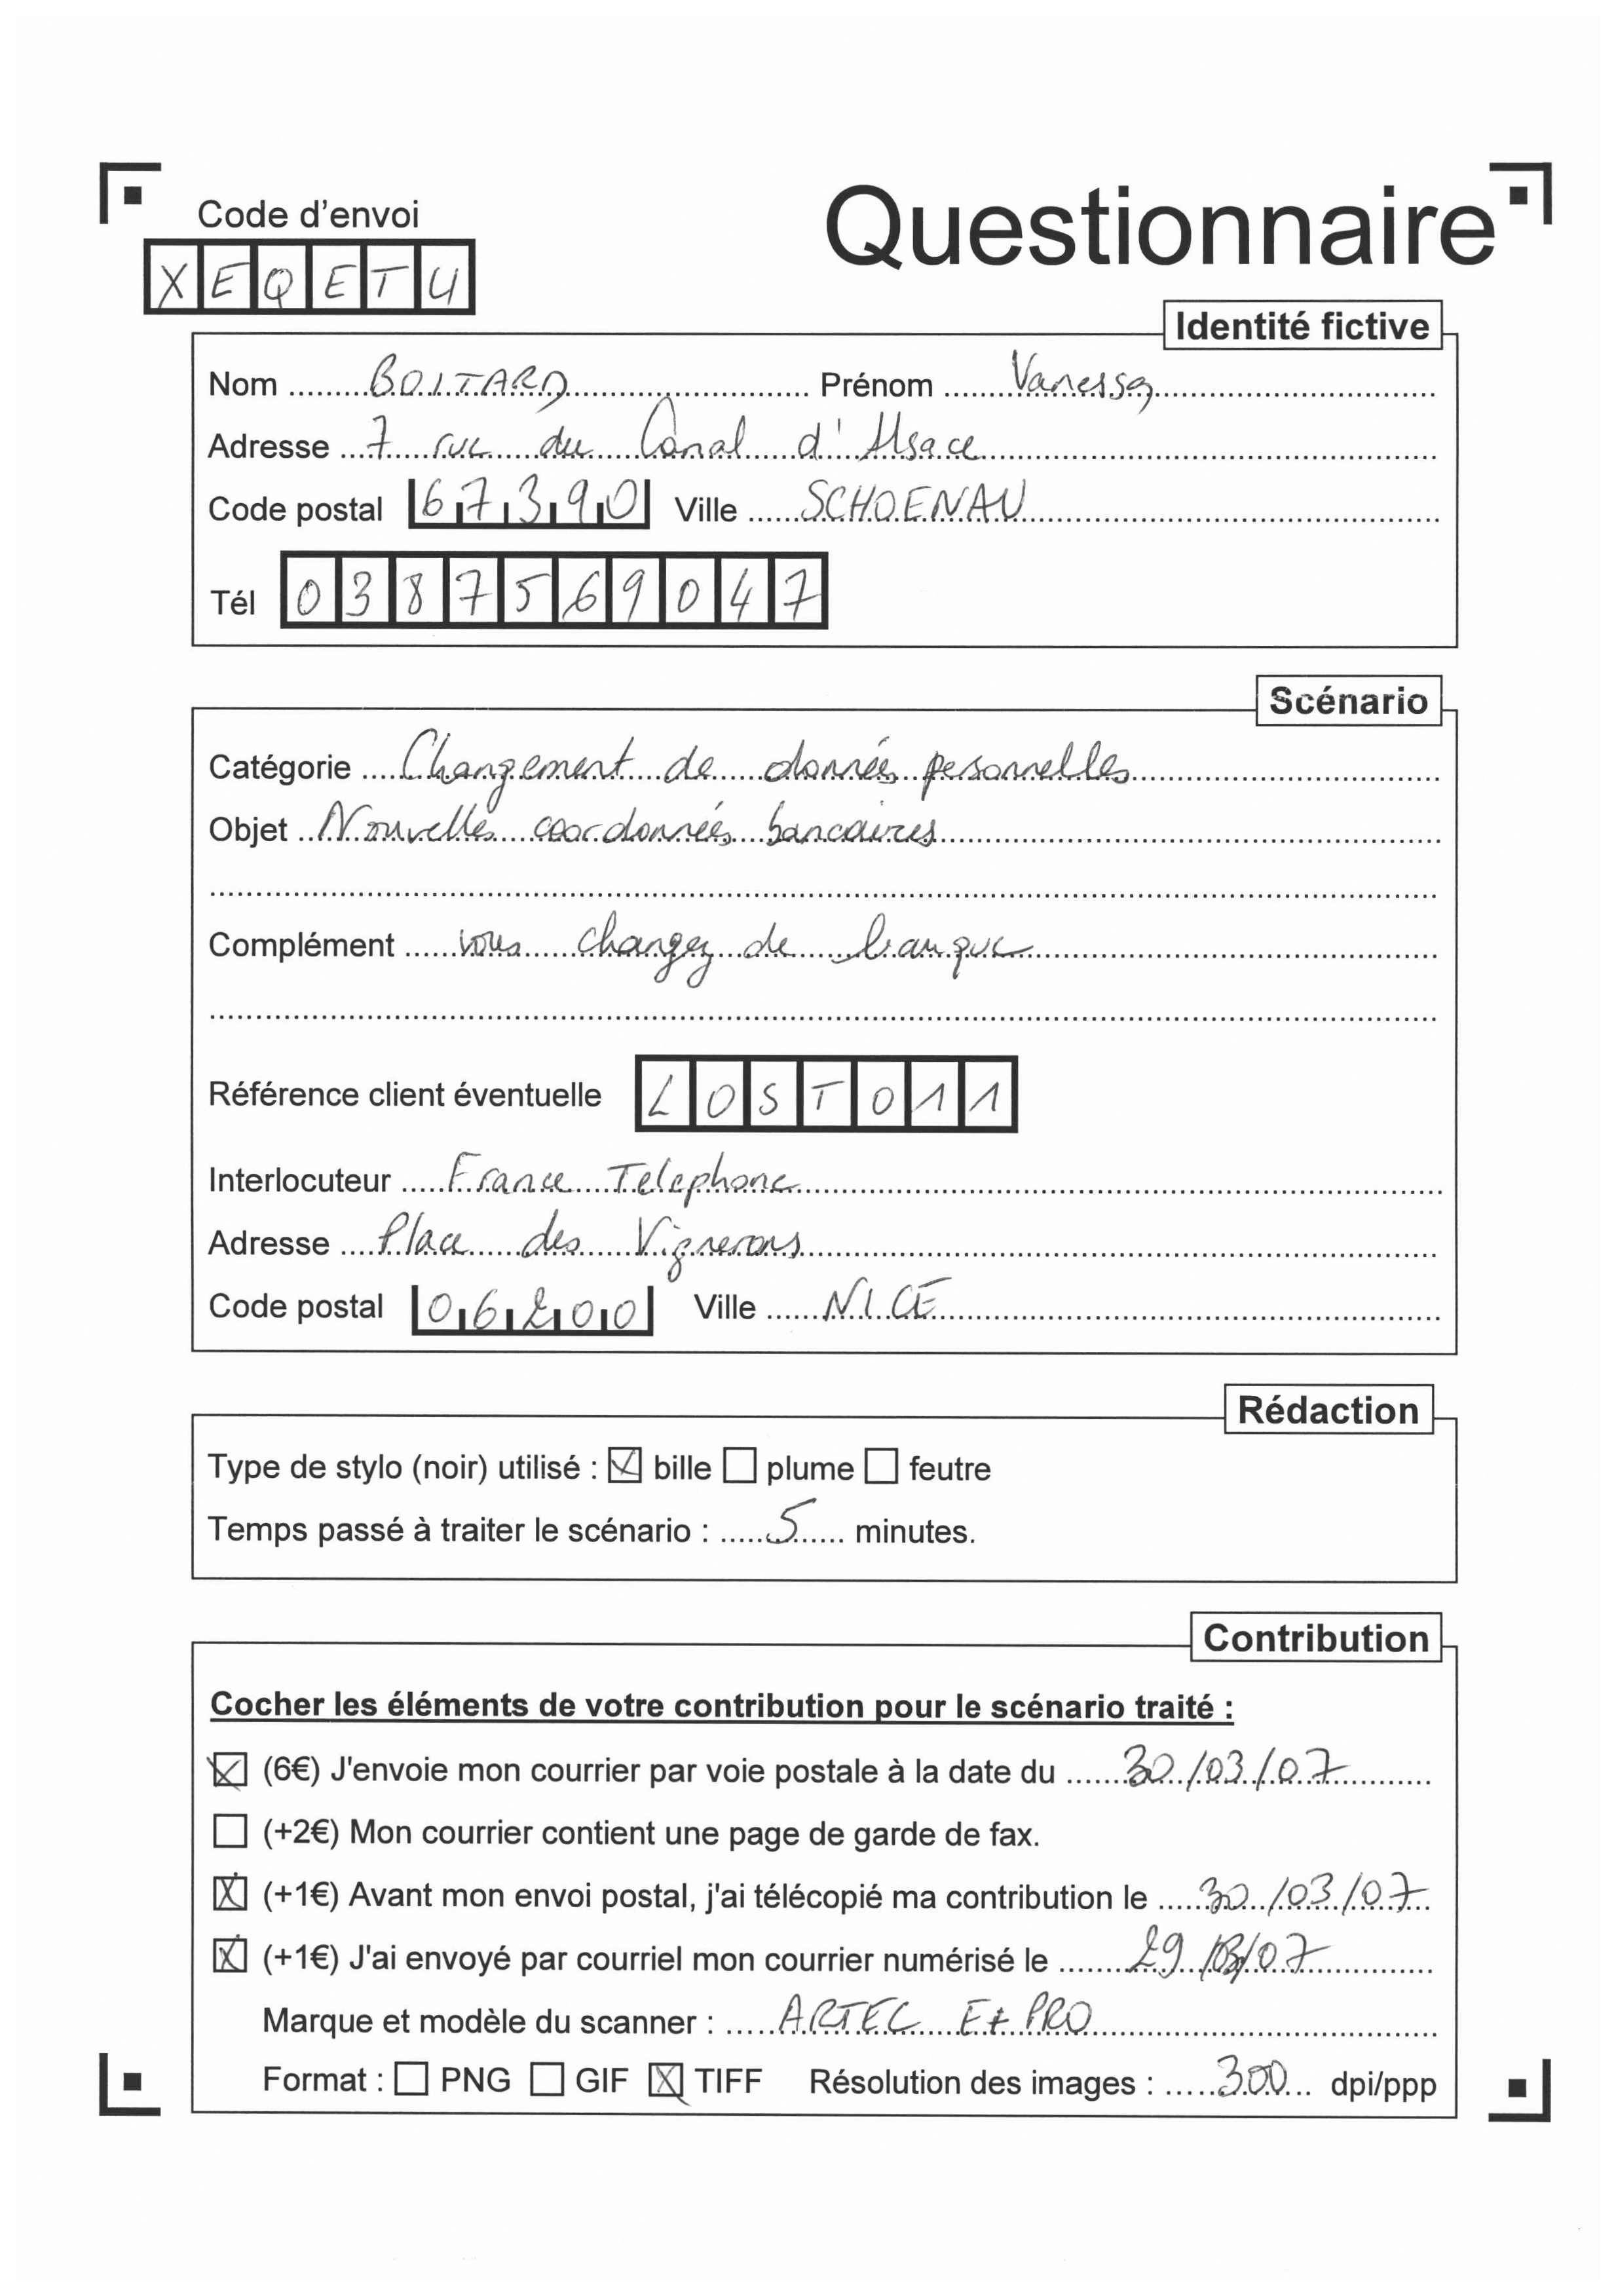 Code d'envoi
Questionnaire
XEQETU
Identité fictive
Nom BOITARD Prénom Vanessa
Adresse 7 rue du Canal d'Alsace
Code postal 67390 Ville SCHOENAU
Tél 0387569047
Scénario
Catégorie Changement de données pesonnelles
Objet Nouvelles coordonnées bancaires
Complément vous changez de banque
Référence client éventuelle LOST011
Interlocuteur France Telephone
Adresse Place des Vignerons
Code postal 06200 Ville NICE
Rédaction
Type de stylo (noir) utilisé : ☒ bille ☐ plume ☐ feutre
Temps passé à traiter le scénario : 5 minutes.
Contribution
Cocher les éléments de votre contribution pour le scénario traité :
☒ (6€) J'envoie mon courrier par voie postale à la date du 30/03/07
☐ (+2€) Mon courrier contient une page de garde de fax.
☒ (+1€) Avant mon envoi postal, j'ai télécopié ma contribution le 30/03/07
☒ (+1€) J'ai envoyé par courriel mon courrier numérisé le 29/03/07
Marque et modèle du scanner : ARTEC PRO
Format : ☐ PNG ☐ GIF ☒ TIFF Résolution des images : 300 dpi/ppp